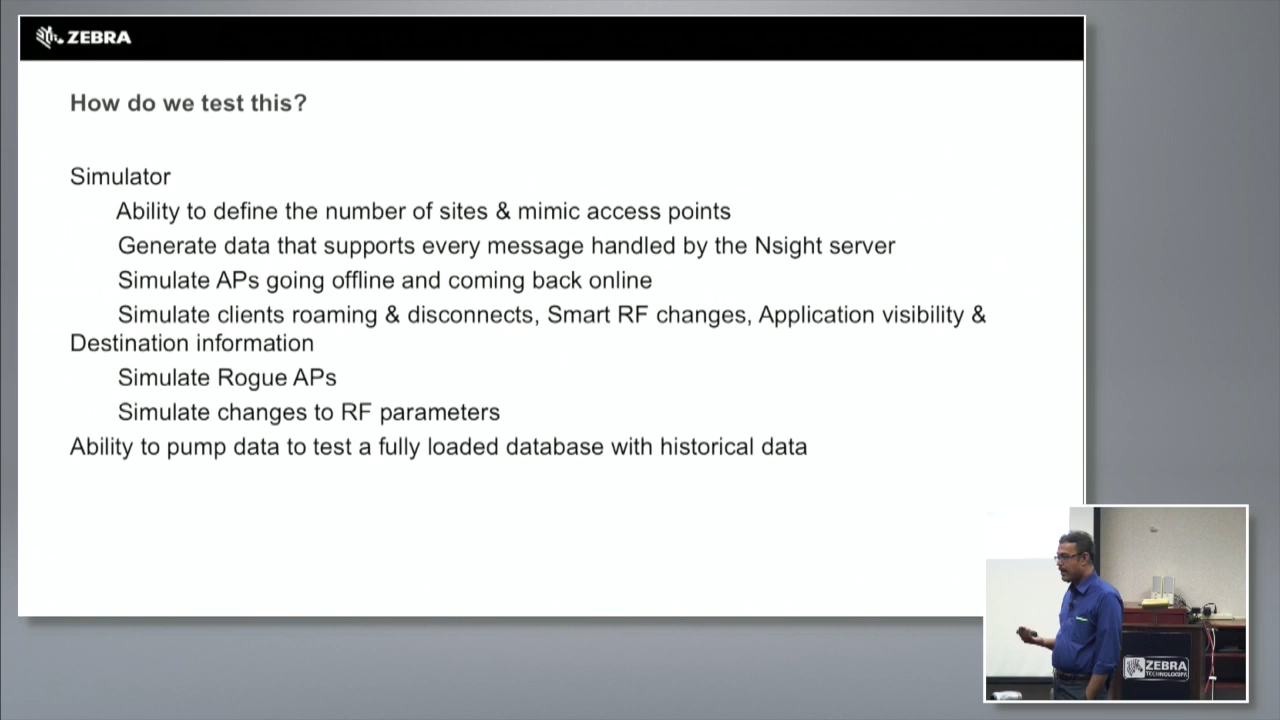 ZEBRA
How do we test this?
Simulator
Ability to define the number of sites & mimic access points
Generate data that supports every message handled by the Nsight server
Simulate APs going offline and coming back online
Simulate clients roaming & disconnects, Smart RF changes, Application visibility &
Destination information
Simulate Rogue APs
Simulate changes to RF parameters
Ability to pump data to test a fully loaded database with historical data
ZEBRA
TECHNOLOGIES